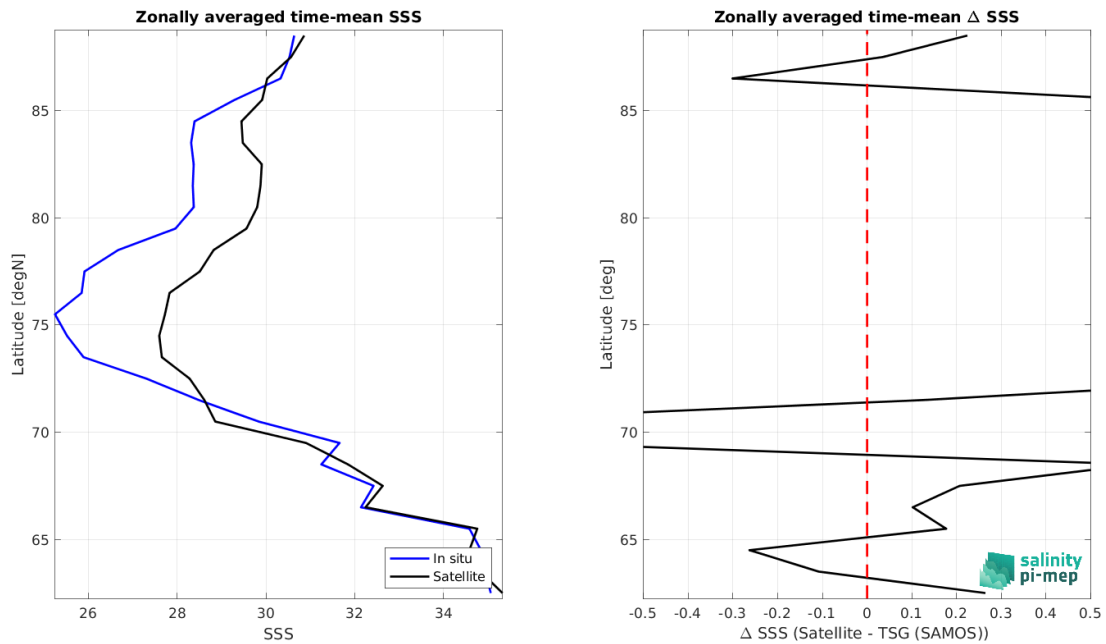 Zonally averaged time-mean SSS
85
80
75
70
65
Latitude [degN]
26 28 30 32 34
SSS
In situ
Satellite
Zonally averaged time-mean Δ SSS
85
80
75
70
65
Latitude [deg]
-0.5 -0.4 -0.3 -0.2 -0.1 0 0.1 0.2 0.3 0.4 0.5
Δ SSS (Satellite - TSG (SAMOS))
salinity
pi-mep